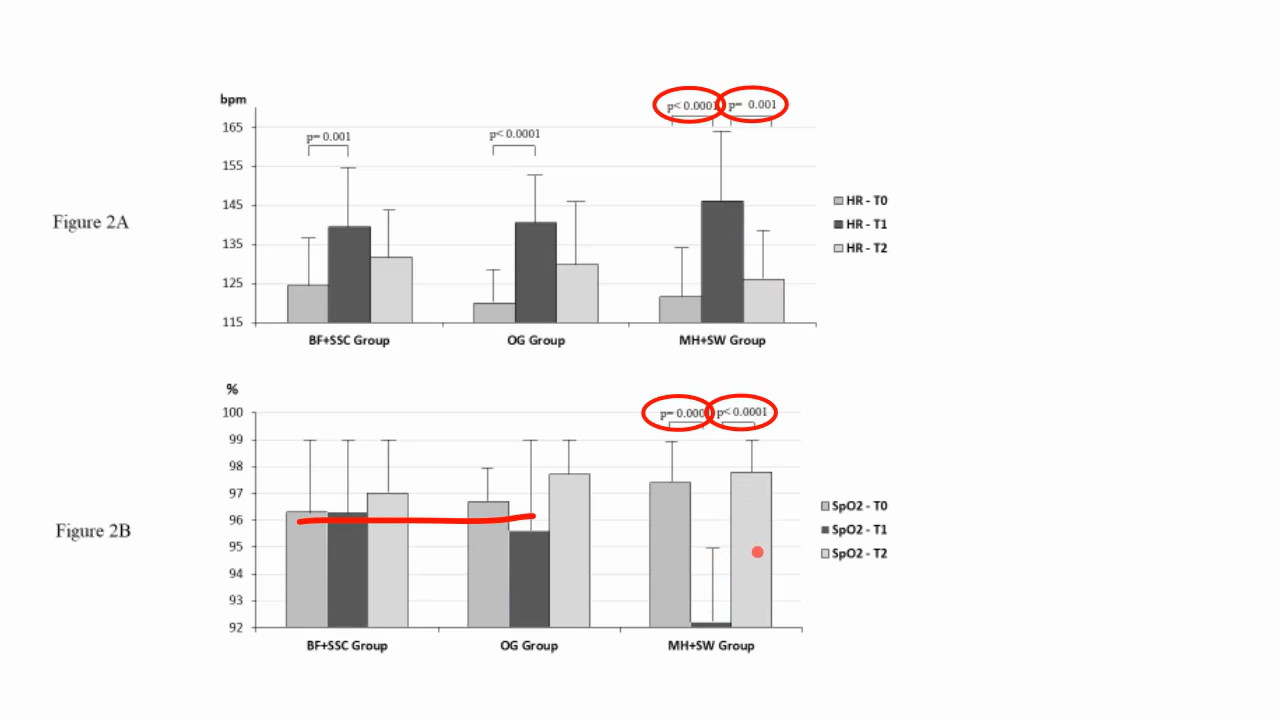 bpm
p= 0.001
p< 0.0001
p< 0.0001
p= 0.001
165
155
145
135
125
115
Figure 2A
HR - T0
HR - T1
HR - T2
BF+SSC Group
OG Group
MH+SW Group
%
p< 0.0001
100
99
98
97
96
95
94
93
92
Figure 2B
SpO2 - T0
SpO2 - T1
SpO2 - T2
BF+SSC Group
OG Group
MH+SW Group